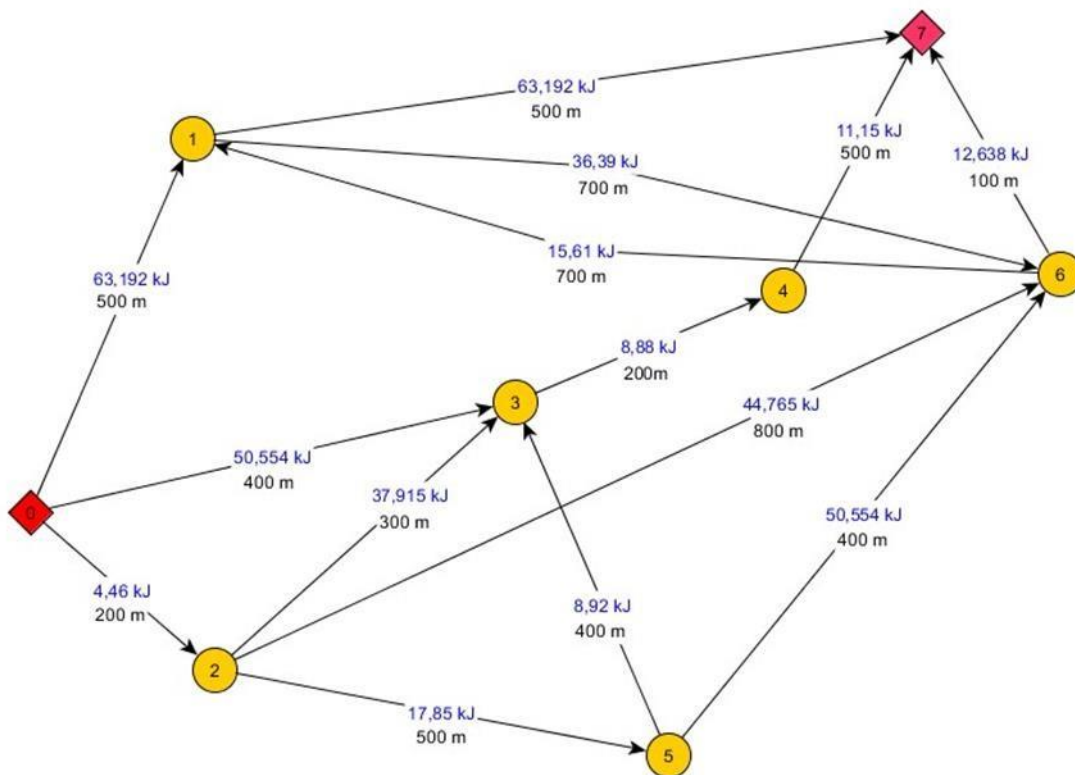 7
63,192 kJ
500 m
1
11,15 kJ
500 m
12,638 kJ
100 m
36,39 kJ
700 m
15,61 kJ
700 m
63,192 kJ
500 m
6
4
8,88 kJ
200m
3
44,765 kJ
800 m
50,554 kJ
400 m
37,915 kJ
300 m
0
50,554 kJ
400 m
4,46 kJ
200 m
8,92 kJ
400 m
2
17,85 kJ
500 m
5